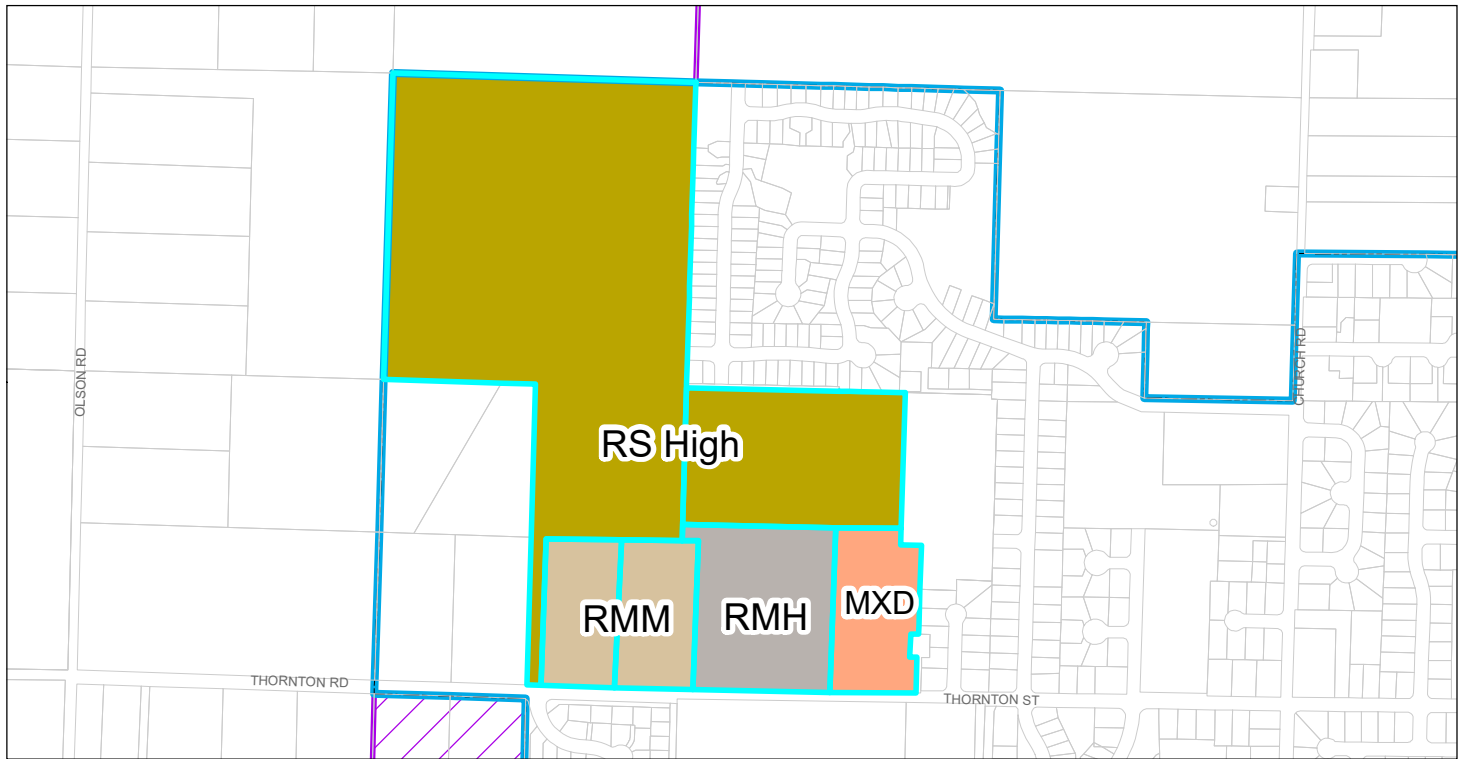 OLSON RD
CHURCH RD
RS High
RMM
RMH
MXD
THORNTON RD
THORNTON ST